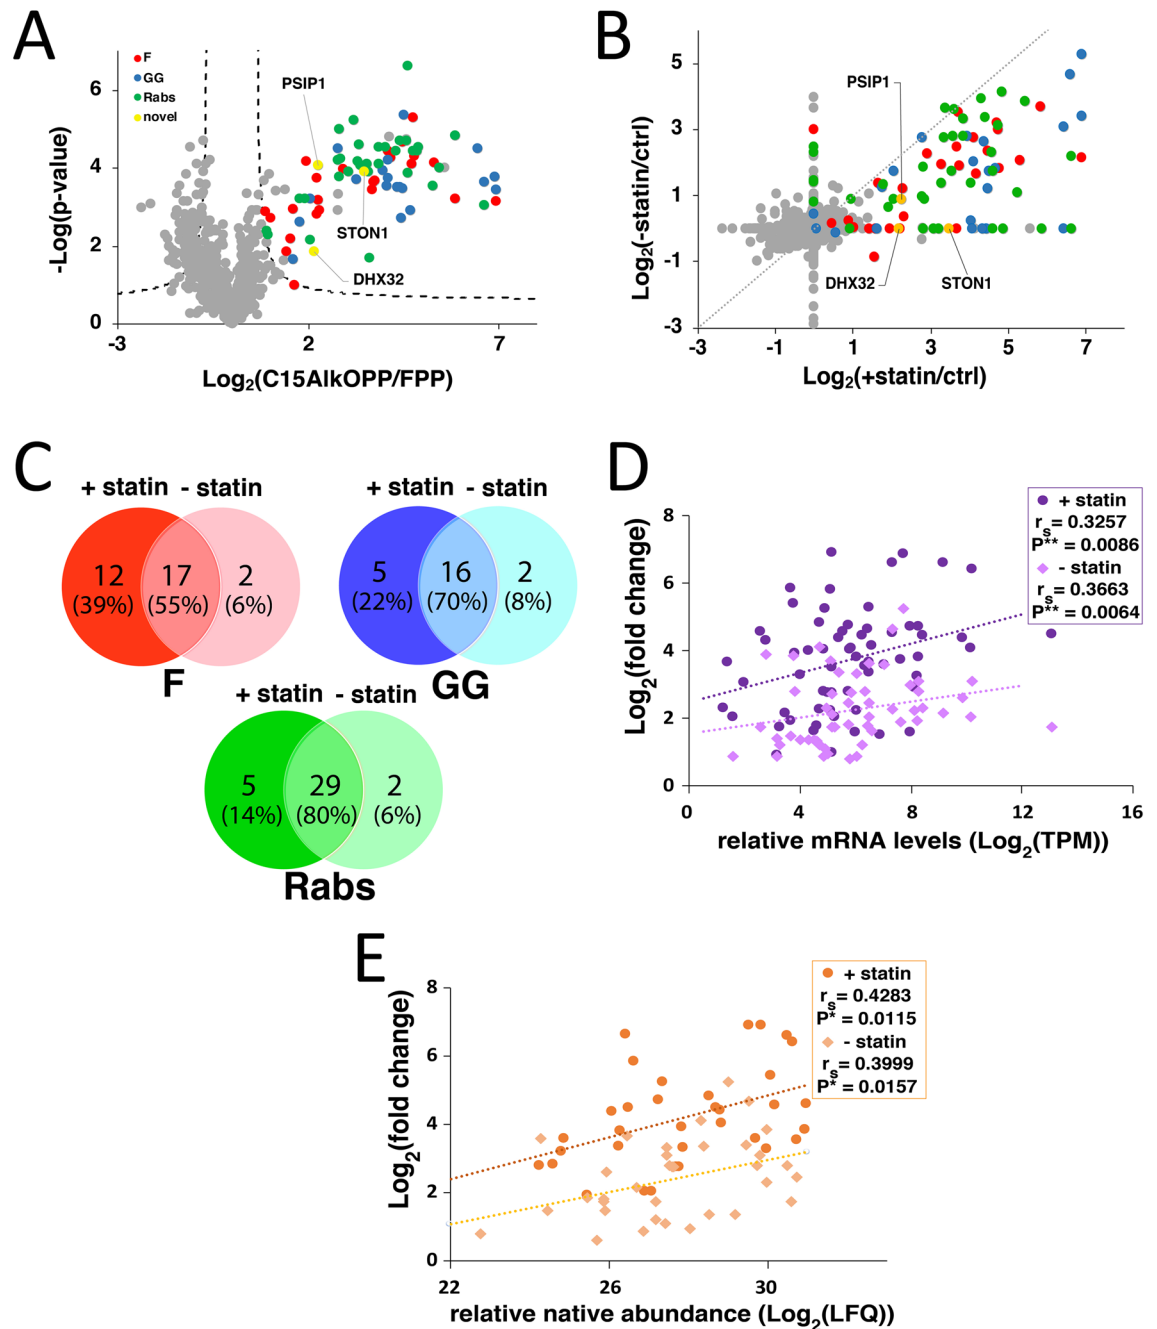 A
F
GG
Rabs
novel
PSIP1
STON1
DHX32
6
4
2
0
-3
2
7
-Log(p-value)
Log2(C15AlkOPP/FPP)
B
PSIP1
DHX32
STON1
5
3
1
-1
-3
-3
-1
1
3
5
7
Log2(-statin/ctrl)
Log2(+statin/ctrl)
C
+ statin - statin
12
(39%)
17
(55%)
2
(6%)
F
+ statin - statin
5
(22%)
16
(70%)
2
(8%)
GG
+ statin - statin
5
(14%)
29
(80%)
2
(6%)
Rabs
D
+ statin
rs= 0.3257
P** = 0.0086
- statin
rs= 0.3663
P** = 0.0064
8
6
4
2
0
0
4
8
12
16
Log2(fold change)
relative mRNA levels (Log2(TPM))
E
+ statin
rs= 0.4283
P* = 0.0115
- statin
rs= 0.3999
P* = 0.0157
8
6
4
2
0
22
26
30
Log2(fold change)
relative native abundance (Log2(LFQ))